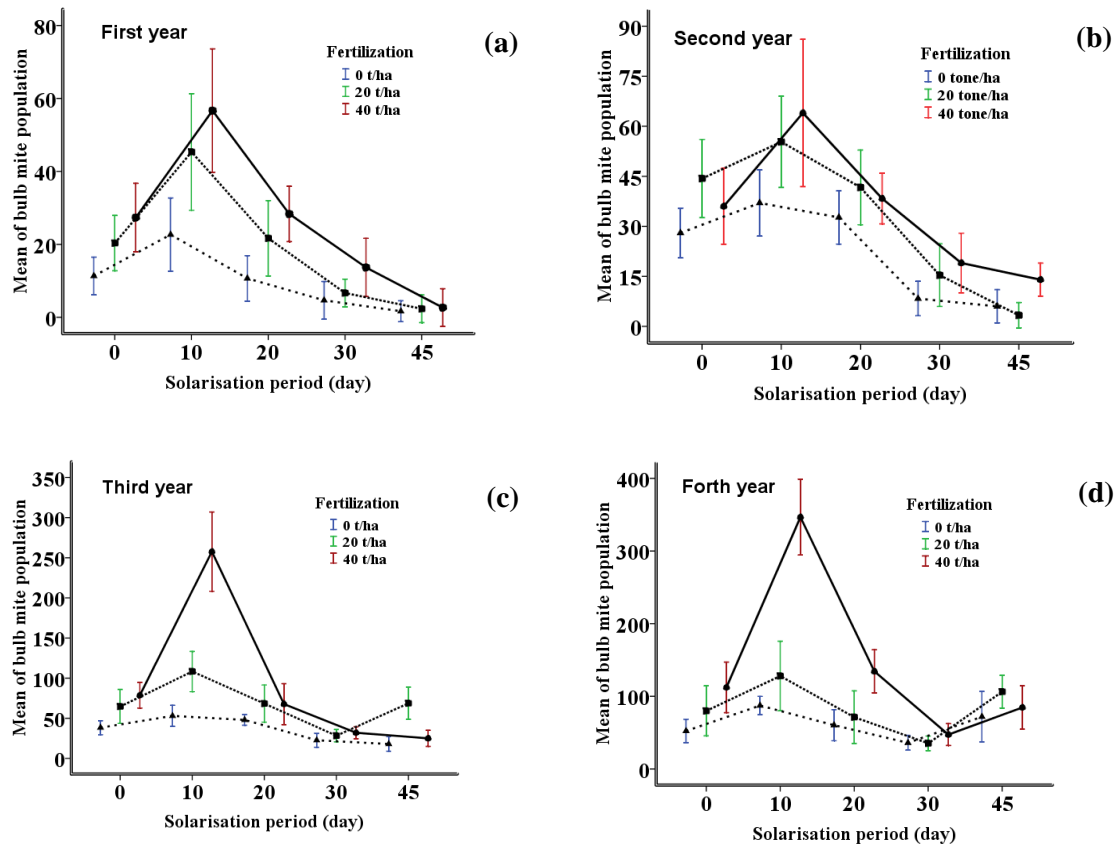 First year
(a)
Fertilization
0 t/ha
20 t/ha
40 t/ha
Mean of bulb mite population
80
60
40
20
0
0 10 20 30 45
Solarisation period (day)
Second year
(b)
Fertilization
0 tone/ha
20 tone/ha
40 tone/ha
Mean of bulb mite population
90
75
60
45
30
15
0
0 10 20 30 45
Solarisation period (day)
Third year
(c)
Fertilization
0 t/ha
20 t/ha
40 t/ha
Mean of bulb mite population
350
300
250
200
150
100
50
0
0 10 20 30 45
Solarisation period (day)
Forth year
(d)
Fertilization
0 t/ha
20 t/ha
40 t/ha
Mean of bulb mite population
400
300
200
100
0
0 10 20 30 45
Solarisation period (day)